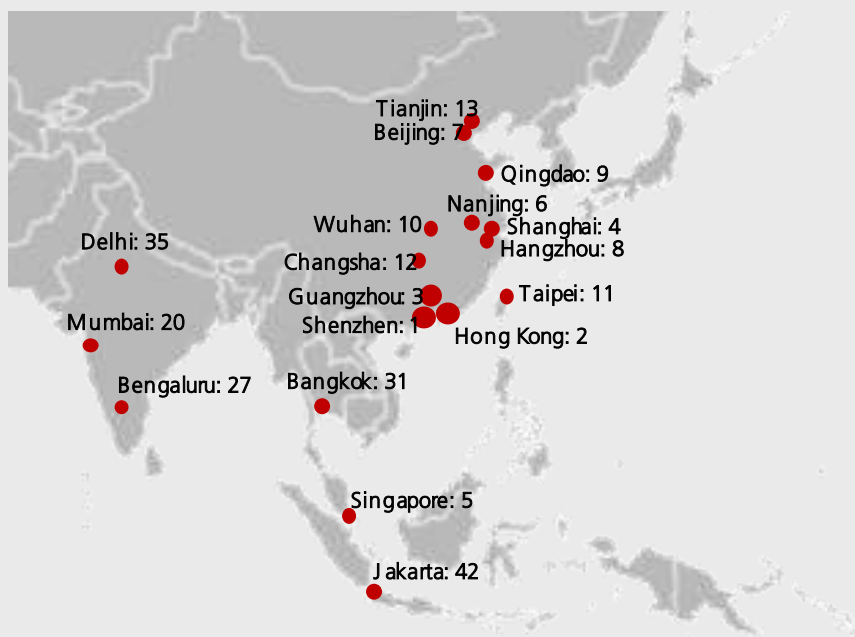 Tianjin: 13
Beijing: 7
Qingdao: 9
Nanjing: 6
Wuhan: 10
Shanghai: 4
Delhi: 35
Hangzhou: 8
Changsha: 12
Guangzhou: 3
Taipei: 11
Mumbai: 20
Shenzhen: 1
Hong Kong: 2
Bengaluru: 27
Bangkok: 31
Singapore: 5
Jakarta: 42